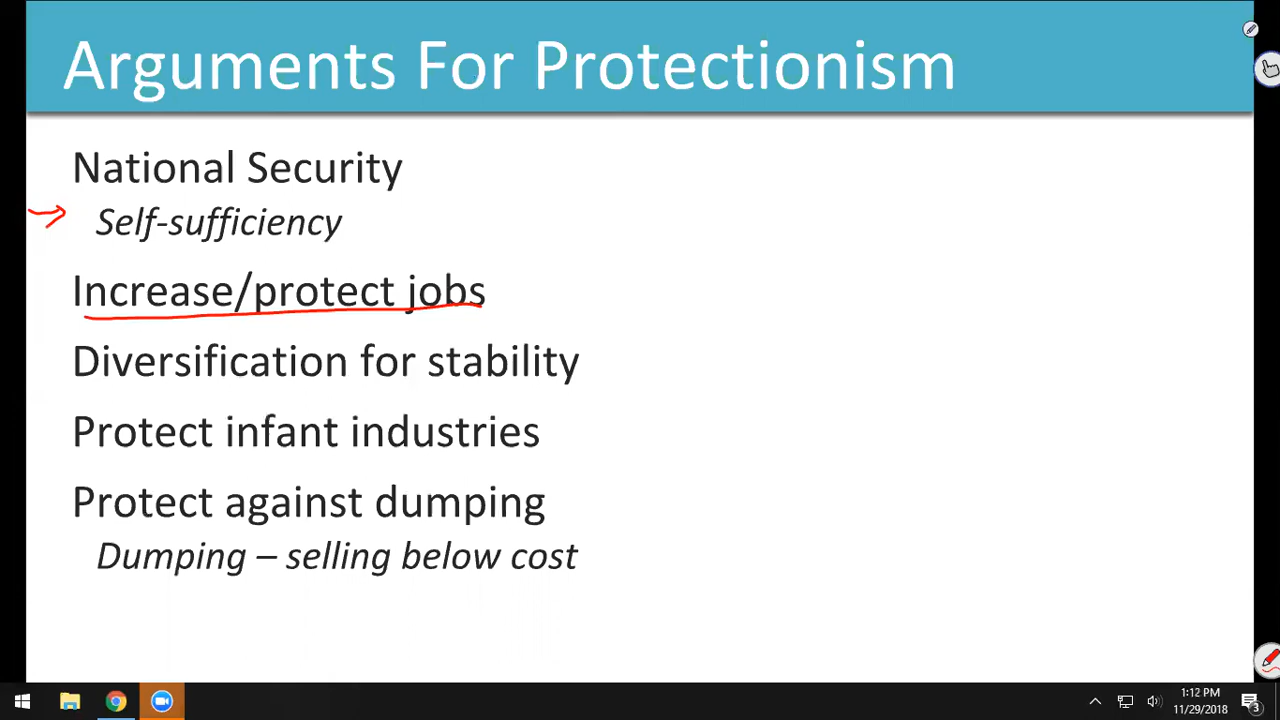 Arguments For Protectionism
National Security
Self-sufficiency
Increase/protect jobs
Diversification for stability
Protect infant industries
Protect against dumping
Dumping – selling below cost
1:12 PM
11/29/2018
3